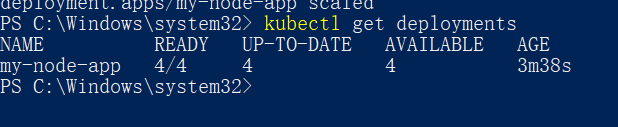 deployment.apps/my-node-app scaled
PS C:\Windows\system32> kubectl get deployments
NAME READY UP-TO-DATE AVAILABLE AGE
my-node-app 4/4 4 4 3m38s
PS C:\Windows\system32>